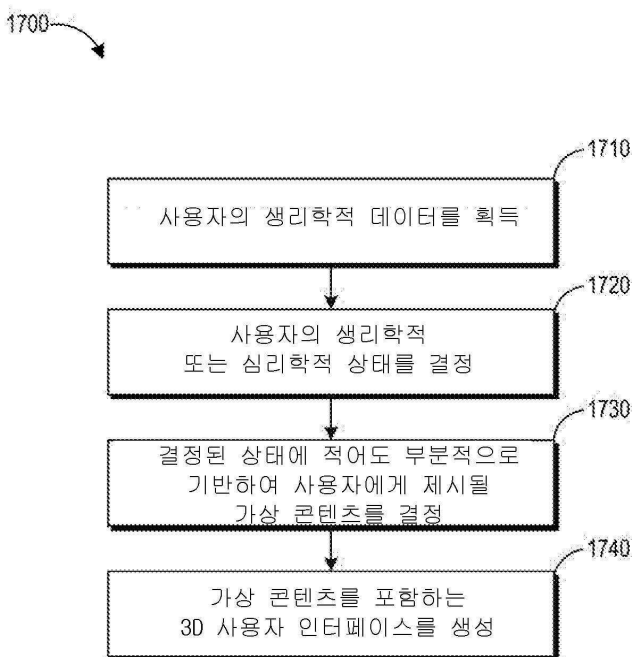 1700
1710
사용자의 생리학적 데이터를 획득
1720
사용자의 생리학적
또는 심리학적 상태를 결정
1730
결정된 상태에 적어도 부분적으로
기반하여 사용자에게 제시될
가상 콘텐츠를 결정
1740
가상 콘텐츠를 포함하는
3D 사용자 인터페이스를 생성